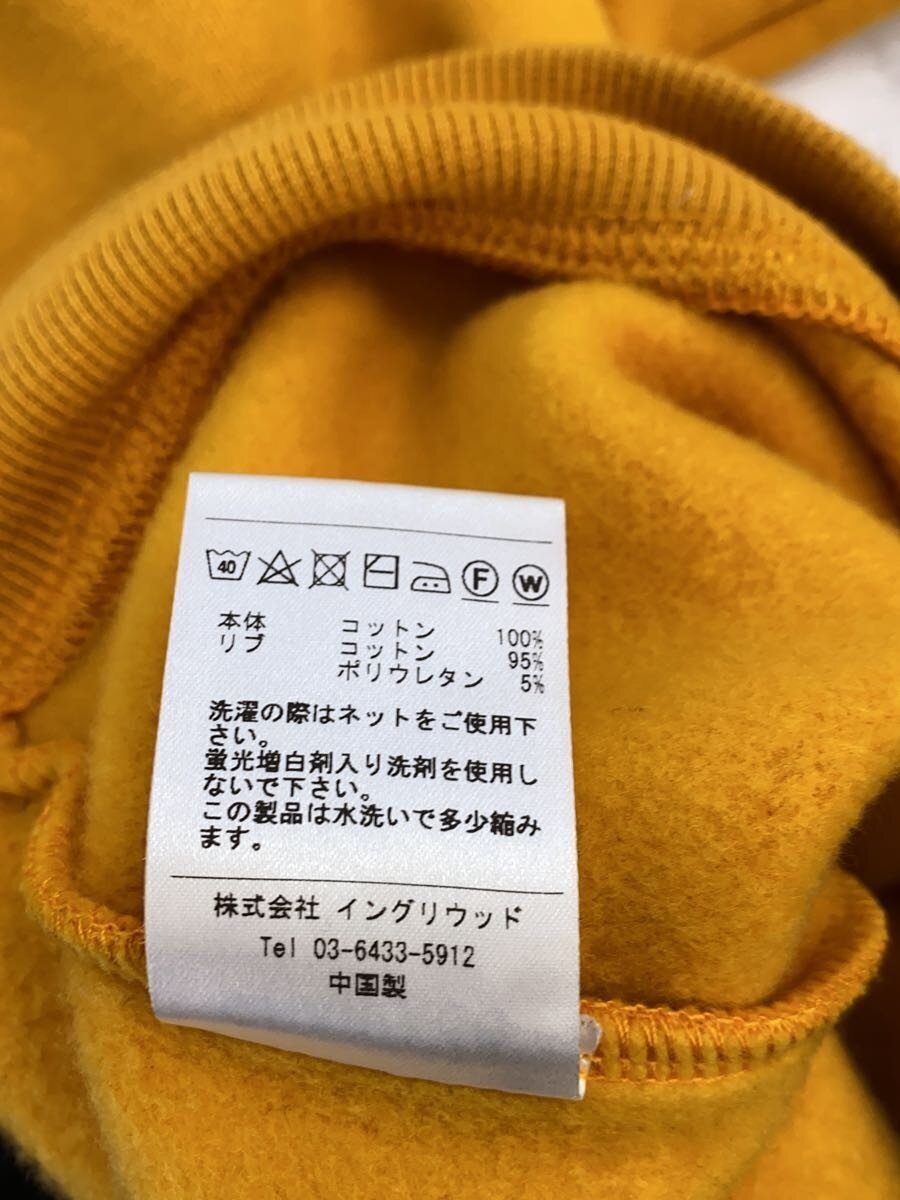 40 F W
本体 コットン 100%
リブ コットン 95%
ポリウレタン 5%
洗濯の際はネットをご使用下
さい。
蛍光増白剤入り洗剤を使用し
ないで下さい。
この製品は水洗いで多少縮み
ます。
株式会社 イングリウッド
Tel 03-6433-5912
中国製